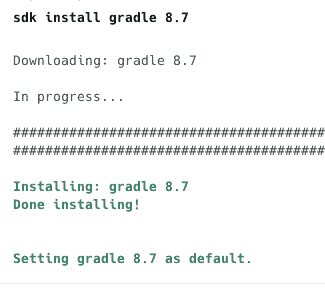 sdk install gradle 8.7
Downloading: gradle 8.7
In progress...
#######################################
#######################################
Installing: gradle 8.7
Done installing!
Setting gradle 8.7 as default.